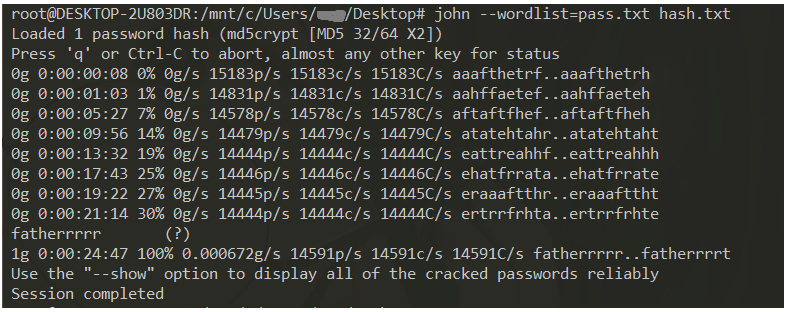 root@DESKTOP-2U803DR:/mnt/c/Users/ /Desktop# john --wordlist=pass.txt hash.txt
Loaded 1 password hash (md5crypt [MD5 32/64 X2])
Press 'q' or Ctrl-C to abort, almost any other key for status
0g 0:00:00:08 0% 0g/s 15183p/s 15183c/s 15183C/s aaafthetrf..aaafthetrh
0g 0:00:01:03 1% 0g/s 14831p/s 14831c/s 14831C/s aahffaetef..aahffaeteh
0g 0:00:05:27 7% 0g/s 14578p/s 14578c/s 14578C/s aftaftfhef..aftaftfheh
0g 0:00:09:56 14% 0g/s 14479p/s 14479c/s 14479C/s atatehtahr..atatehtaht
0g 0:00:13:32 19% 0g/s 14444p/s 14444c/s 14444C/s eattreahhf..eattreahhh
0g 0:00:17:43 25% 0g/s 14446p/s 14446c/s 14446C/s ehatfrrata..ehatfrrate
0g 0:00:19:22 27% 0g/s 14445p/s 14445c/s 14445C/s eraaaftthr..eraaafttht
0g 0:00:21:14 30% 0g/s 14444p/s 14444c/s 14444C/s ertrrfrhta..ertrrfrhte
fatherrrrr (?)
1g 0:00:24:47 100% 0.000672g/s 14591p/s 14591c/s 14591C/s fatherrrrr..fatherrrrt
Use the "--show" option to display all of the cracked passwords reliably
Session completed